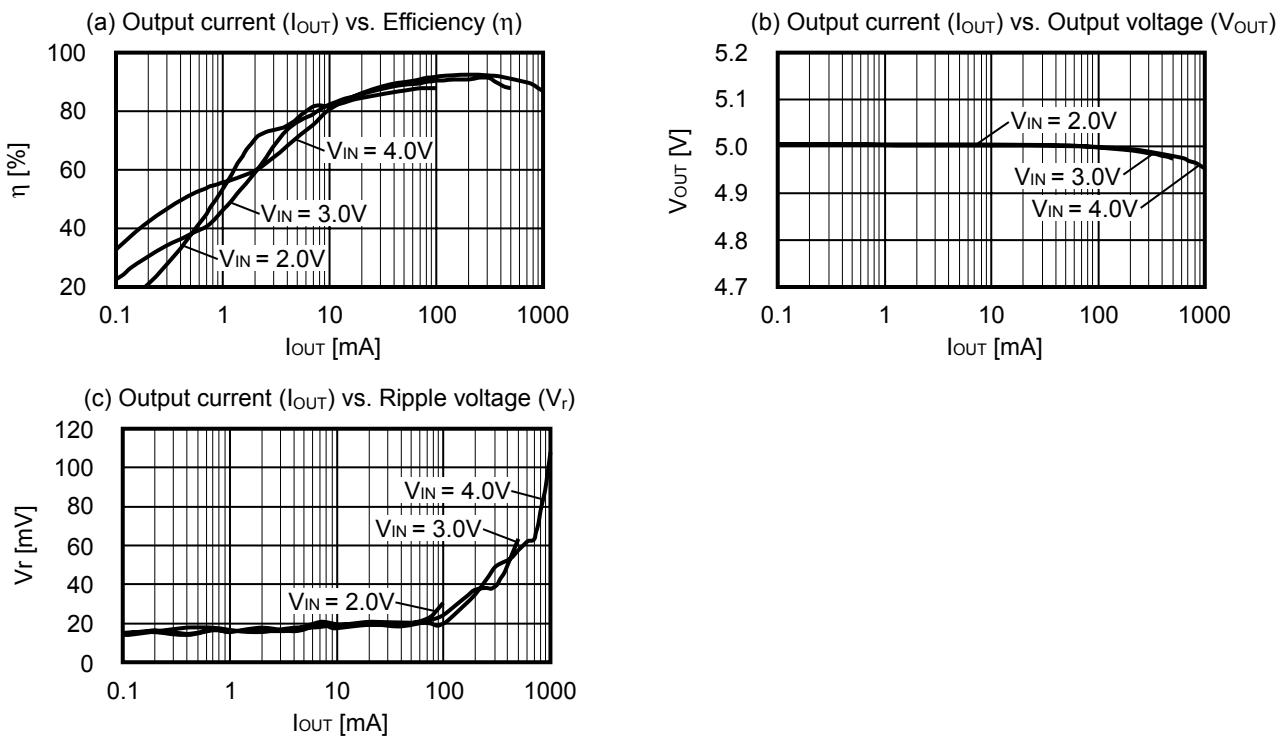 (a) Output current (IOUT) vs. Efficiency (η)
100
80
60
40
20
η [%]
VIN = 4.0V
VIN = 3.0V
VIN = 2.0V
0.1 1 10 100 1000
IOUT [mA]
(b) Output current (IOUT) vs. Output voltage (VOUT)
5.2
5.1
5.0
4.9
4.8
4.7
VOUT [V]
VIN = 2.0V
VIN = 3.0V
VIN = 4.0V
0.1 1 10 100 1000
IOUT [mA]
(c) Output current (IOUT) vs. Ripple voltage (Vr)
120
100
80
60
40
20
0
Vr [mV]
VIN = 4.0V
VIN = 3.0V
VIN = 2.0V
0.1 1 10 100 1000
IOUT [mA]